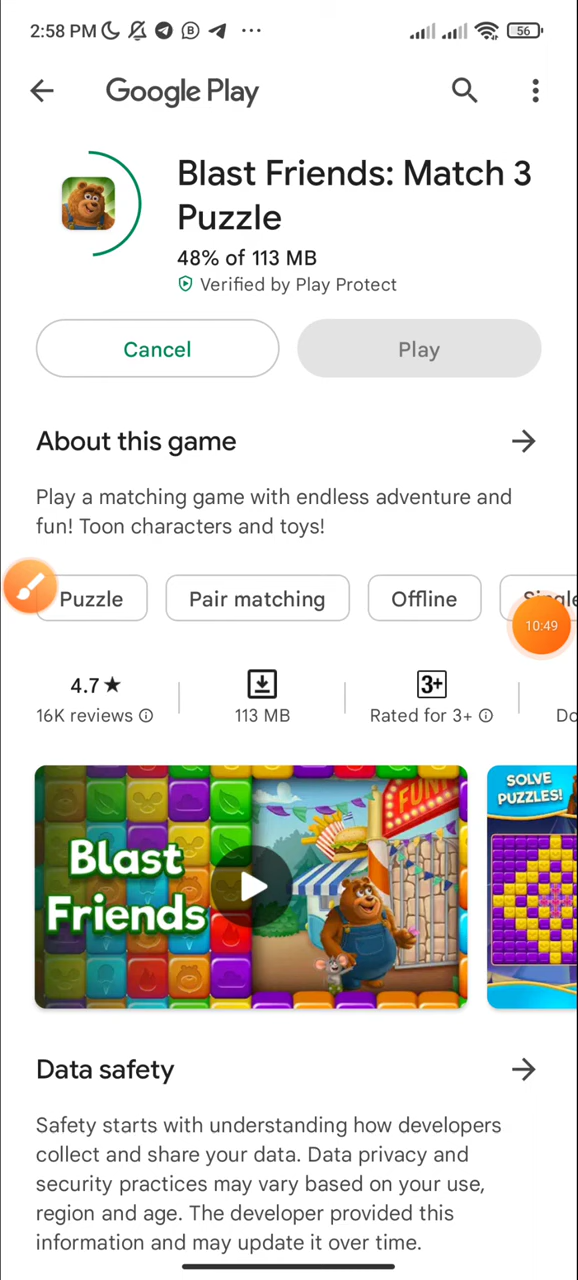 2:58 PM
56
Google Play
Blast Friends: Match 3
Puzzle
48% of 113 MB
Verified by Play Protect
Cancel
Play
About this game
Play a matching game with endless adventure and
fun! Toon characters and toys!
Puzzle
Pair matching
Offline
10:49
4.7★
16K reviews
113 MB
3+
Rated for 3+
SOLVE
PUZZLES!
FUN!
Blast
Friends
Data safety
Safety starts with understanding how developers
collect and share your data. Data privacy and
security practices may vary based on your use,
region and age. The developer provided this
information and may update it over time.